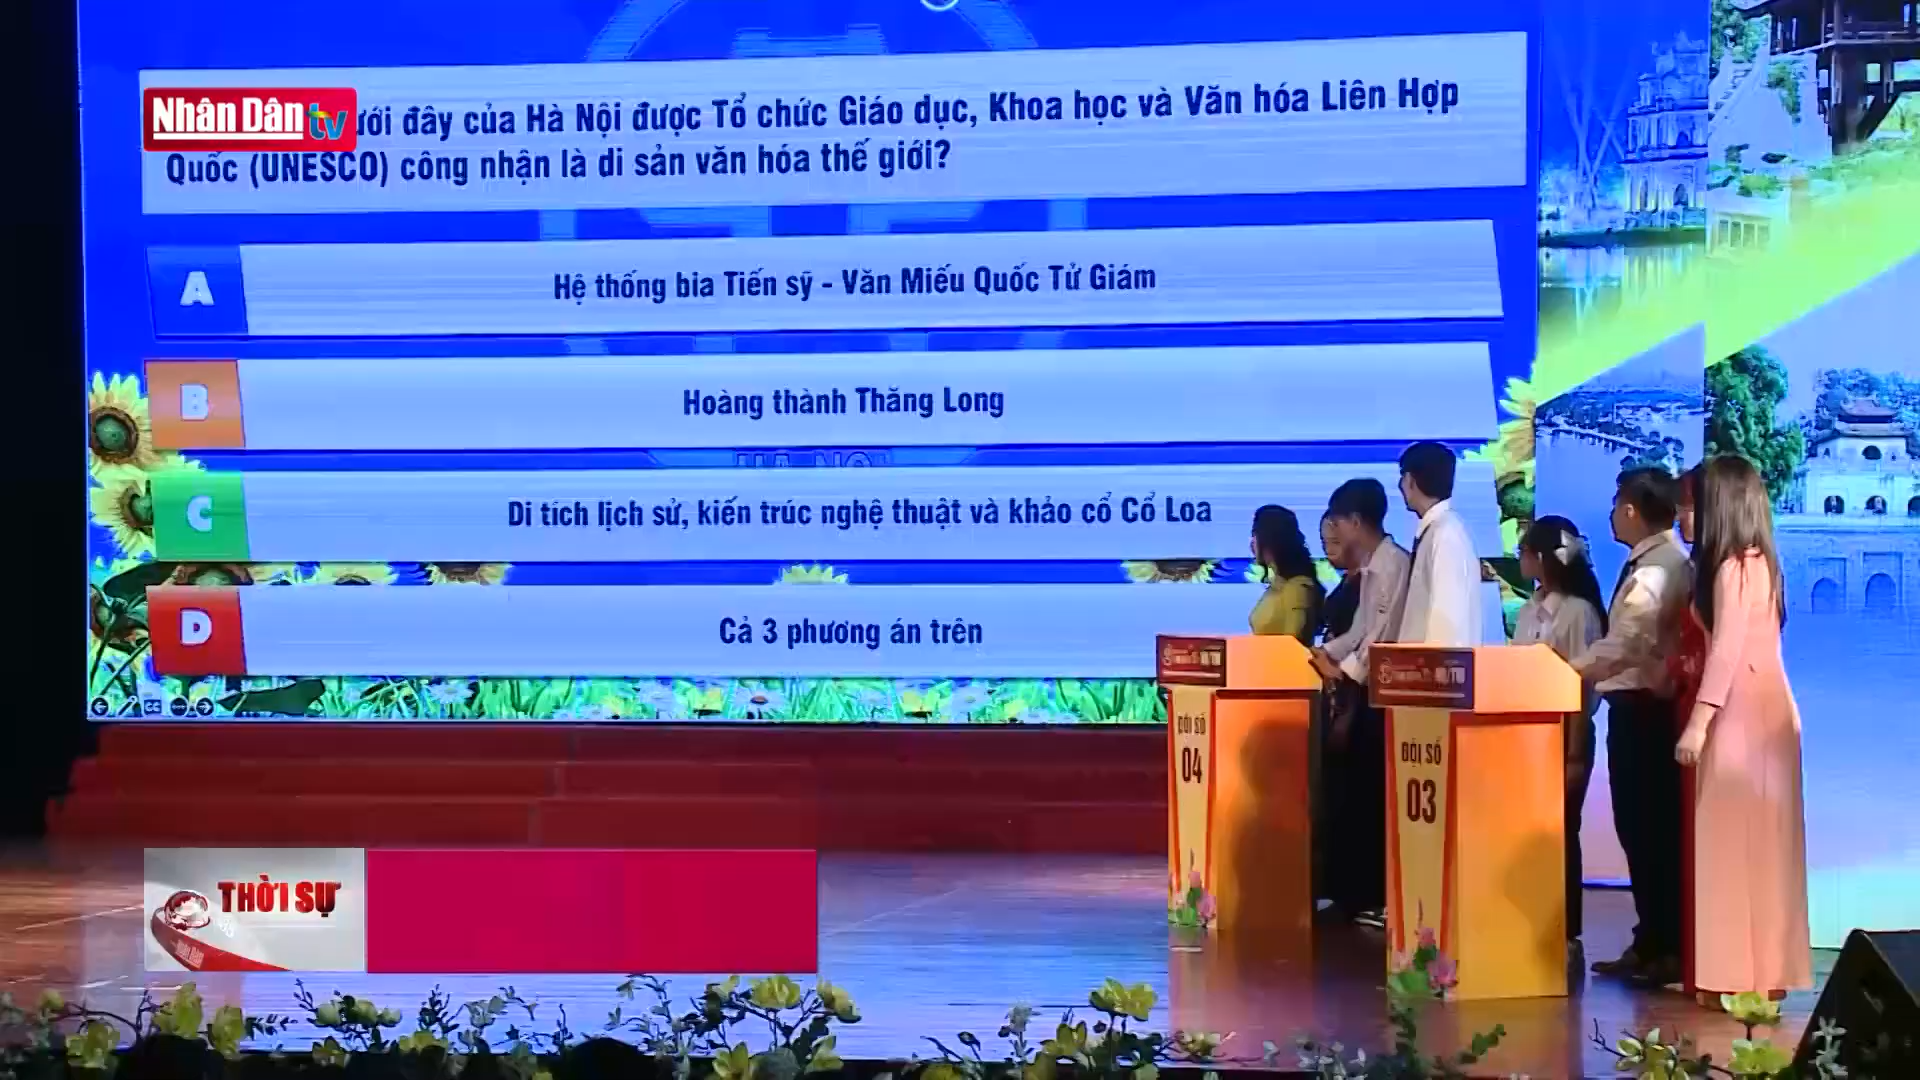 Nhân Dân tv
dưới đây của Hà Nội được Tổ chức Giáo dục, Khoa học và Văn hóa Liên Hợp
Quốc (UNESCO) công nhận là di sản văn hóa thế giới?
A
Hệ thống bia Tiến sỹ - Văn Miếu Quốc Tử Giám
B
Hoàng thành Thăng Long
C
Di tích lịch sử, kiến trúc nghệ thuật và khảo cổ Cổ Loa
D
Cả 3 phương án trên
ĐỘI SỐ
04
ĐỘI SỐ
03
THỜI SỰ